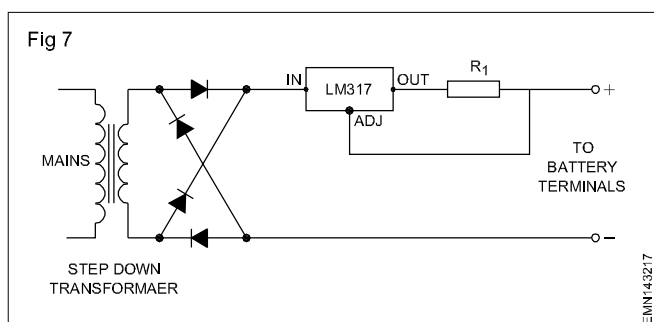 Fig 7
IN
LM317
OUT
R1
+
ADJ
MAINS
TO
BATTERY
TERMINALS
–
STEP DOWN
TRANSFORMAER
EMN143217